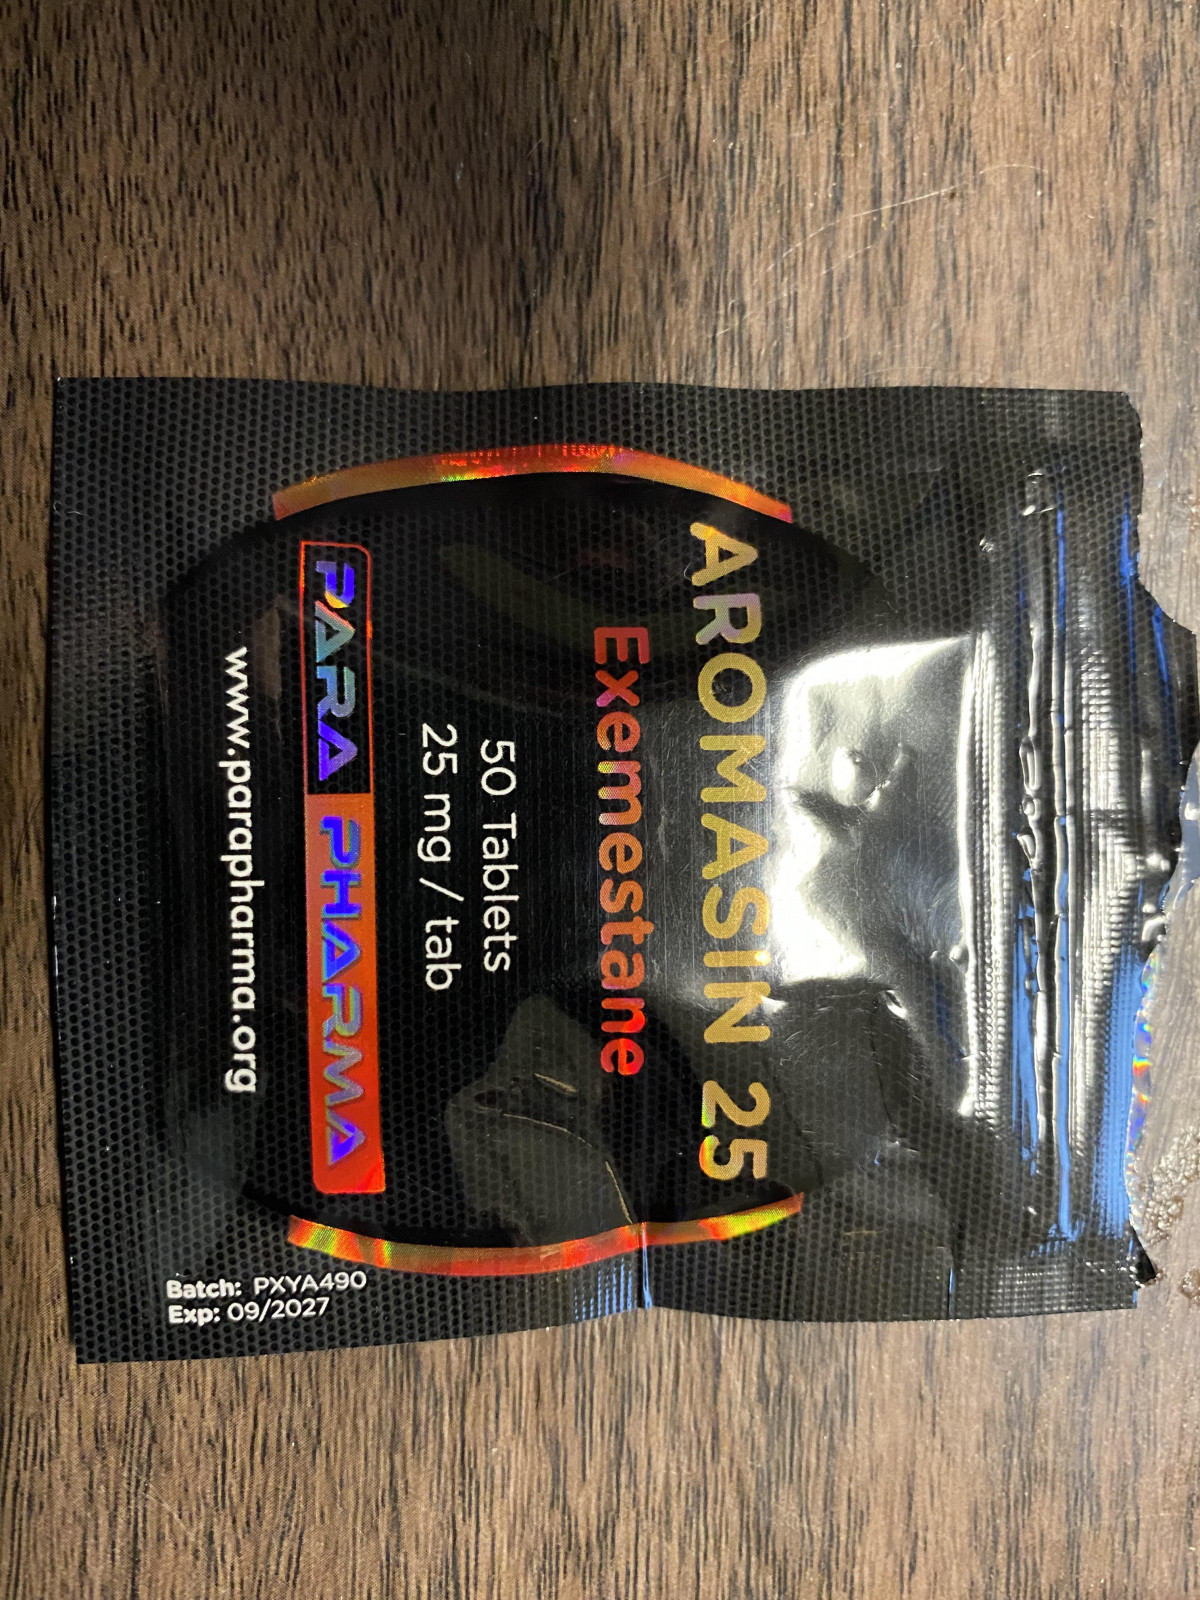 AROMASIN 25
Exemestane
50 Tablets
25 mg / tab
PARA PHARMA
www.parapharma.org
Batch: PXYA490
Exp: 09/2027